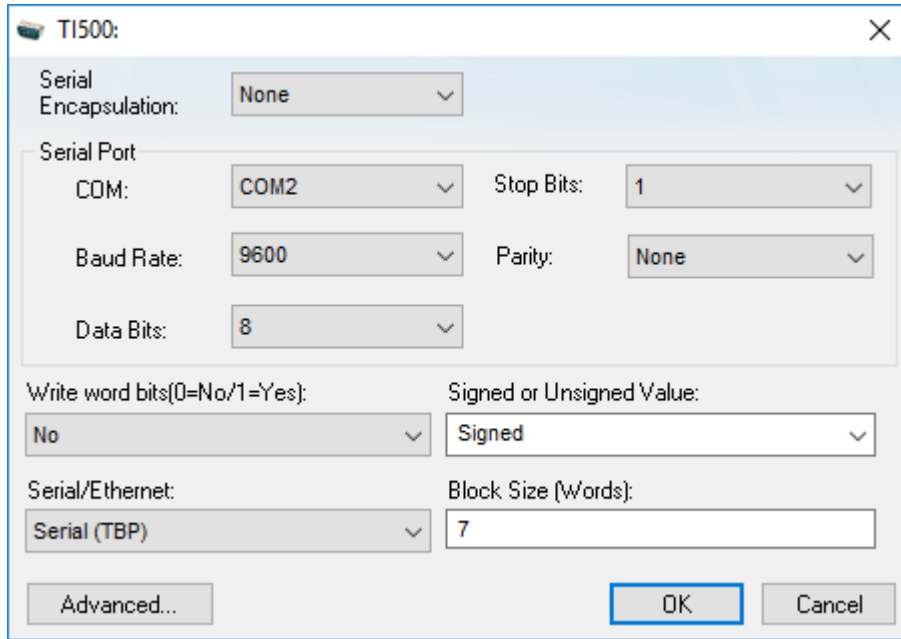 TI500:
Serial
Encapsulation:
None
Serial Port
COM:
COM2
Stop Bits:
1
Baud Rate:
9600
Parity:
None
Data Bits:
8
Write word bits(0=No/1=Yes):
Signed or Unsigned Value:
No
Signed
Serial/Ethernet:
Block Size (Words):
Serial (TBP)
7
Advanced...
OK
Cancel